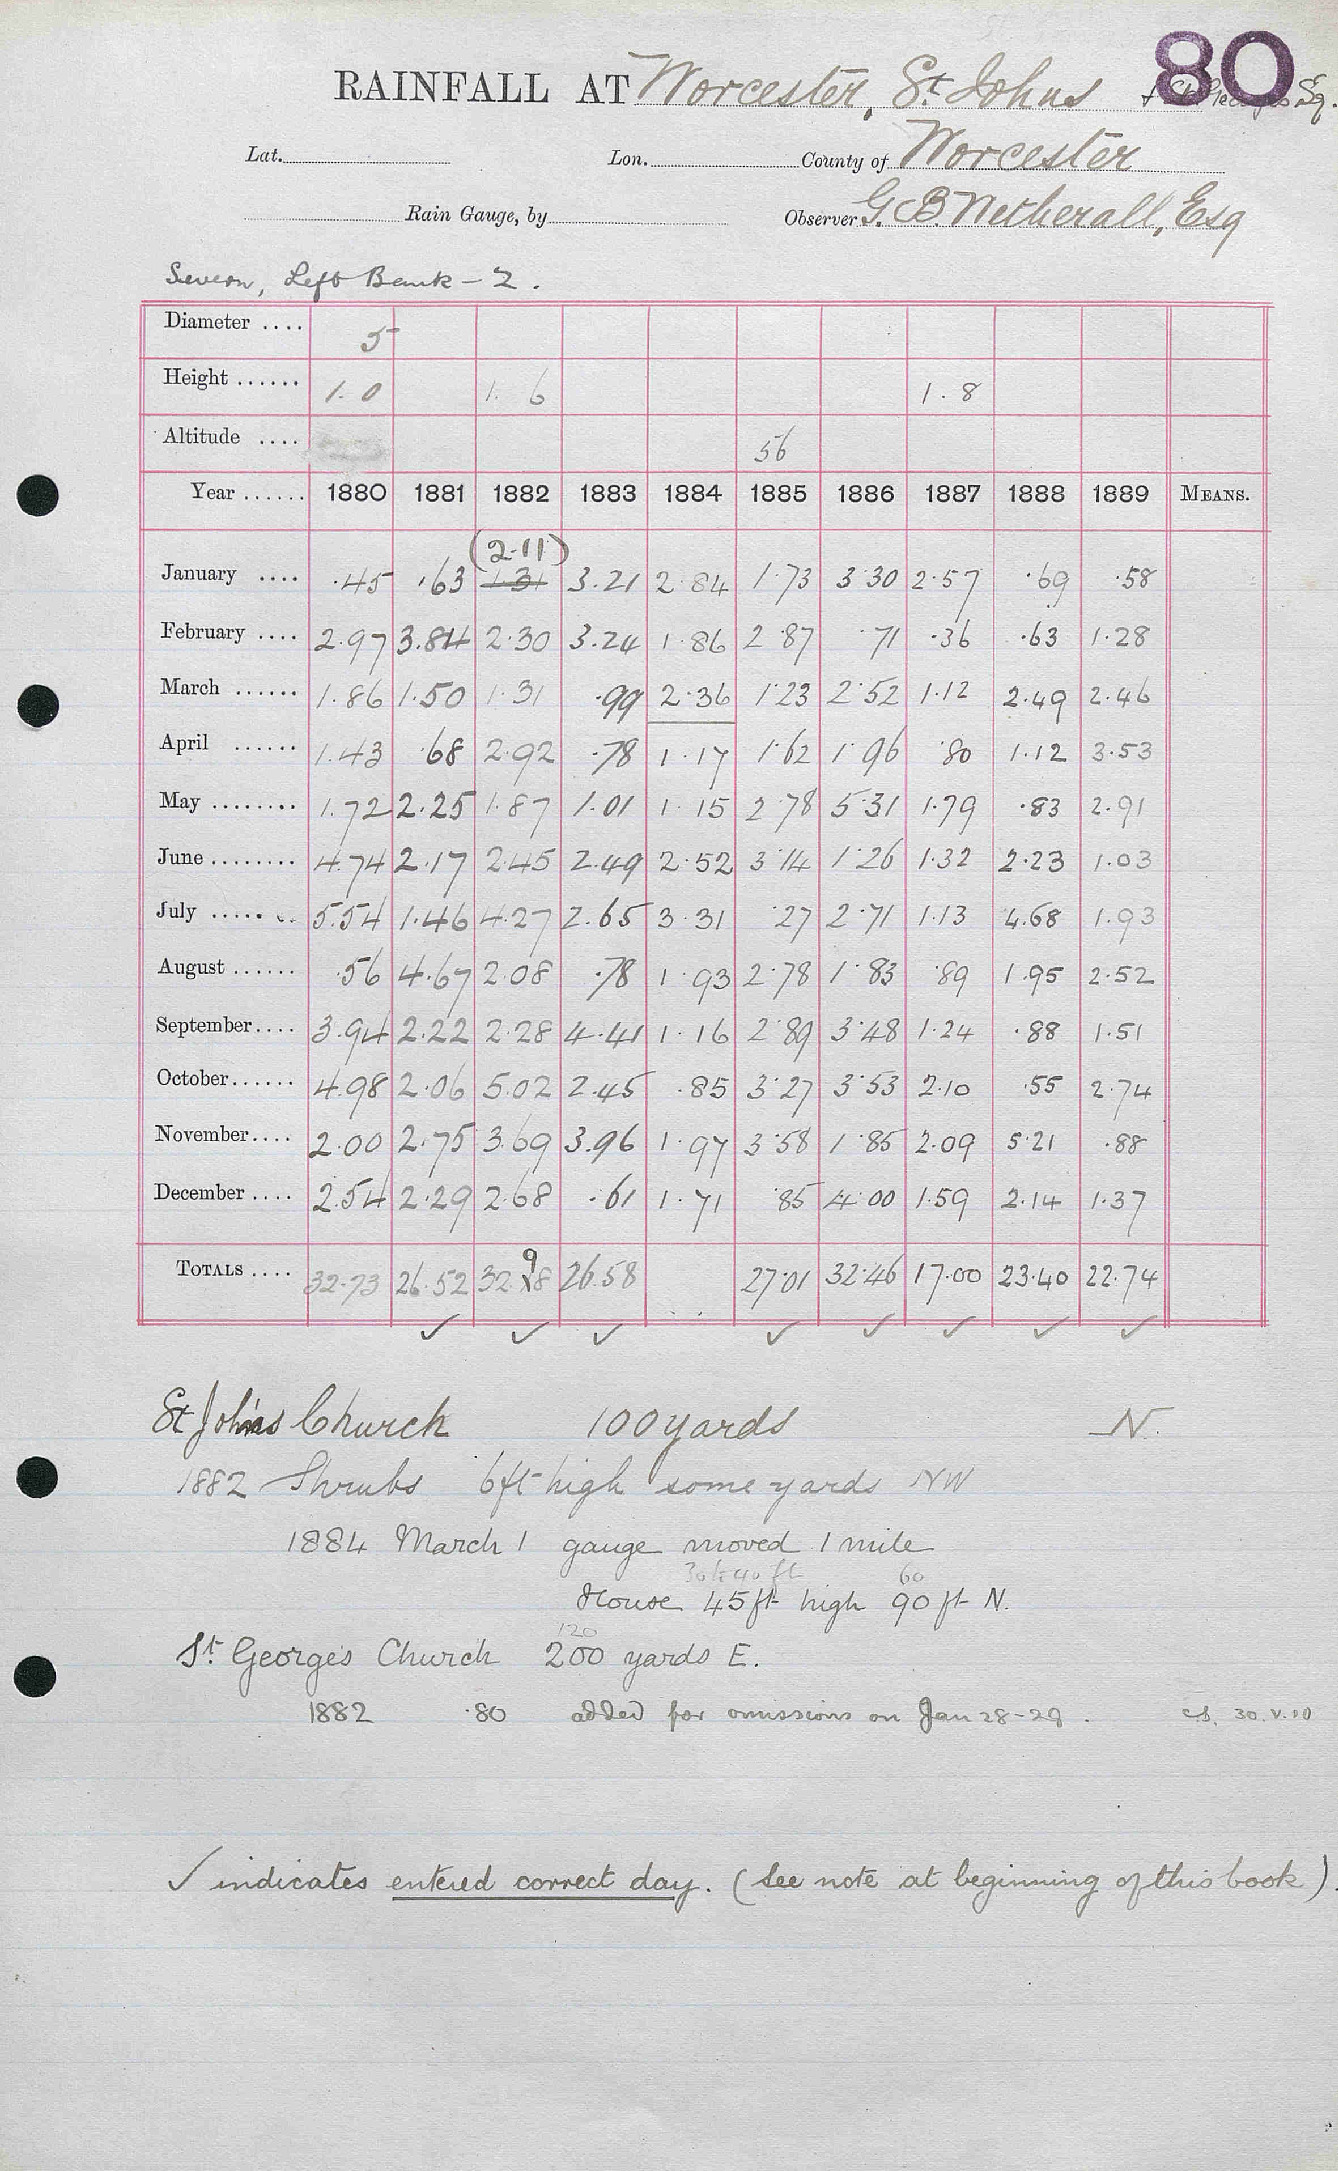 80
RAINFALL AT Worcester, St. Johns + St. Georges Sq.
Lat. Lon. County of Worcester
Rain Gauge, by Observer G. B. Netherall, Esq
Severn, Left Bank - 2.
Diameter .... 5
Height ...... 1.0 1.6 1.8
Altitude .... 56
Year ...... 1880 1881 1882 1883 1884 1885 1886 1887 1888 1889 MEANS.
(2.11)
January .... .45 .63 1.31 3.21 2.84 1.73 3.30 2.57 .69 .58
February .... 2.97 3.84 2.30 3.24 1.86 2.87 .71 .36 .63 1.28
March ...... 1.86 1.50 1.31 .99 2.36 1.23 2.52 1.12 2.49 2.46
April ...... 1.43 .68 2.92 .78 1.17 1.62 1.96 .80 1.12 3.53
May ........ 1.72 2.25 1.87 1.01 1.15 2.78 5.31 1.79 .83 2.91
June ........ 4.74 2.17 2.45 2.49 2.52 3.14 1.26 1.32 2.23 1.03
July ........ 5.54 1.46 4.27 2.65 3.31 .27 2.71 1.13 4.68 1.93
August ...... .56 4.67 2.08 .78 1.93 2.78 1.83 .89 1.95 2.52
September .... 3.94 2.22 2.28 4.41 1.16 2.89 3.48 1.24 .88 1.51
October ...... 4.98 2.06 5.02 2.45 .85 3.27 3.53 2.10 .55 2.74
November .... 2.00 2.75 3.69 3.96 1.97 3.58 1.85 2.09 5.21 .88
December .... 2.54 2.29 2.68 .61 1.71 .85 4.00 1.59 2.14 1.37
TOTALS .... 32.73 26.52 32.98 26.58 27.01 32.46 17.00 23.40 22.74
✓ ✓ ✓ ✓ ✓ ✓ ✓ ✓
St Johns Church 100 yards N.
1882 Shrubs 6ft high some yards NW
1884 March 1 gauge moved 1 mile
30 to 40 ft 60
House 45 ft high 90 ft N.
120
St. George's Church 200 yards E.
1882 .80 added for omissions on Jan 28-29. 30.V.10
✓ indicates entered correct day. (See note at beginning of this book).